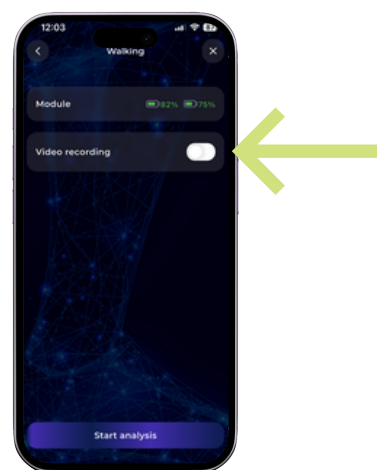 12:03
Walking
Module 82% 75%
Video recording
Start analysis